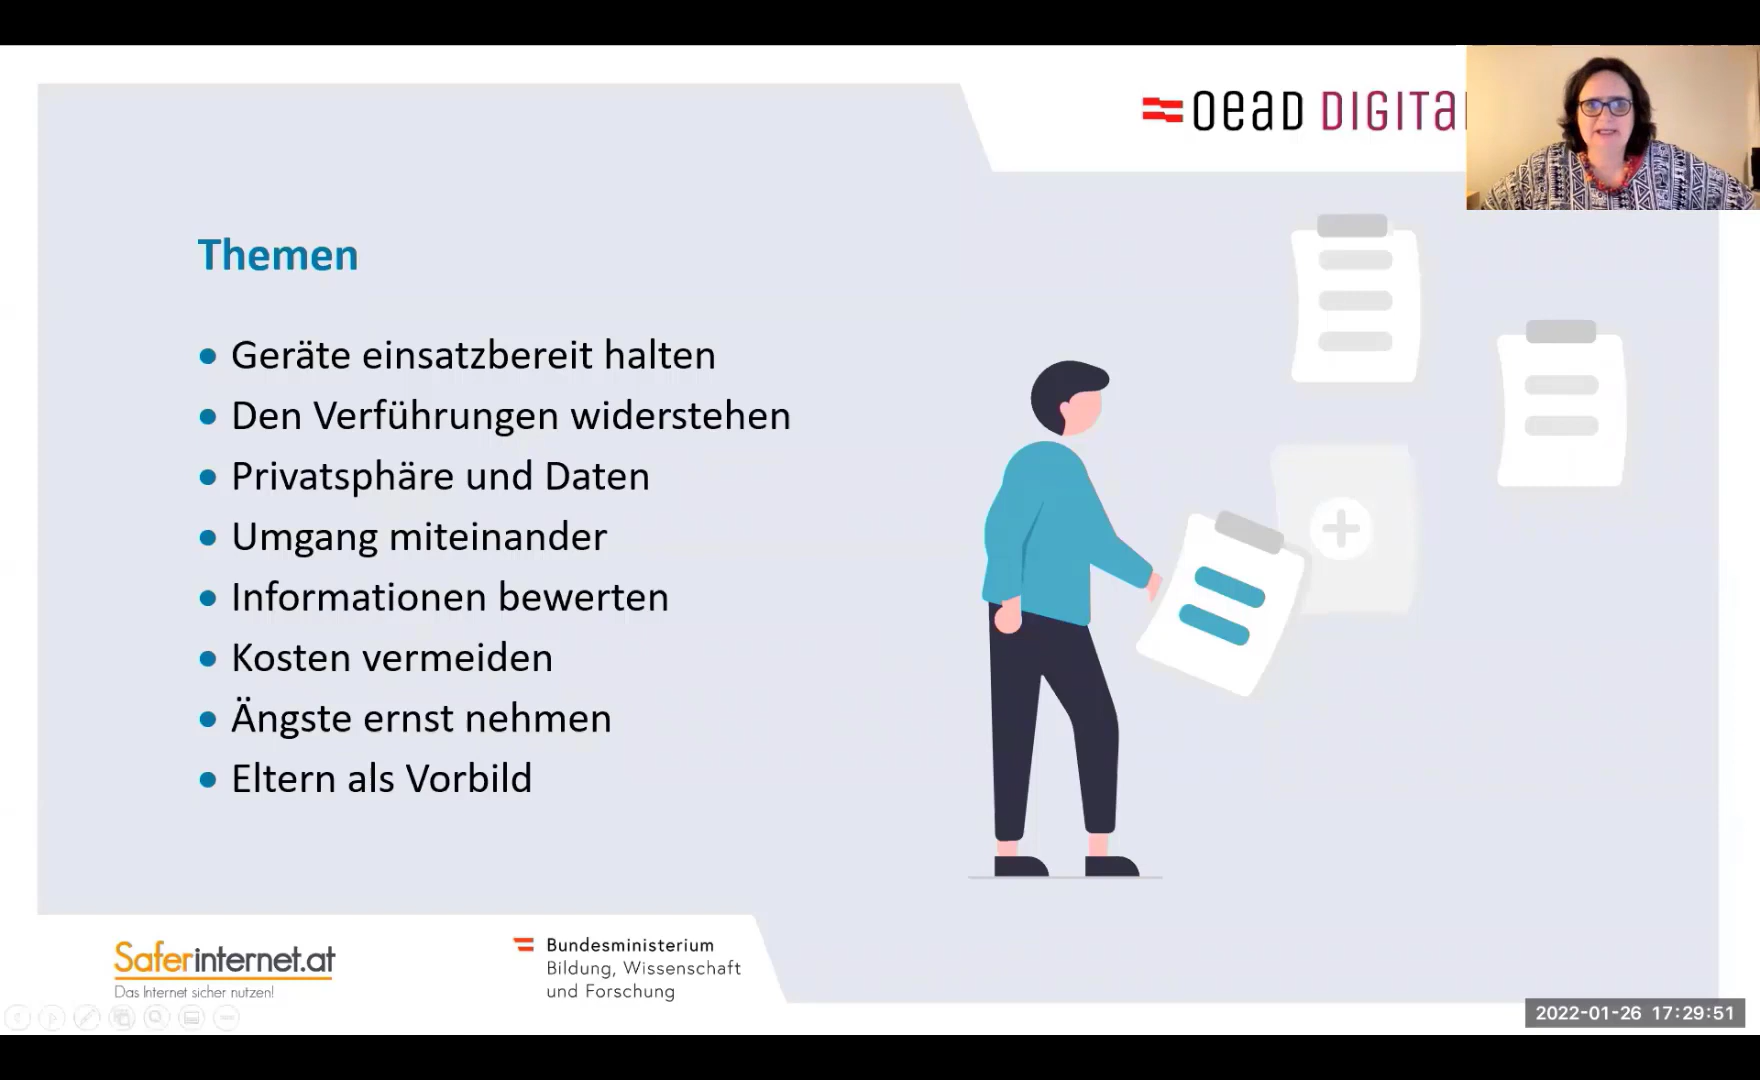 OeAD DIGITA
Themen
• Geräte einsatzbereit halten
• Den Verführungen widerstehen
• Privatsphäre und Daten
• Umgang miteinander
• Informationen bewerten
• Kosten vermeiden
• Ängste ernst nehmen
• Eltern als Vorbild
Saferinternet.at
Das Internet sicher nutzen!
Bundesministerium
Bildung, Wissenschaft
und Forschung
2022-01-26 17:29:51